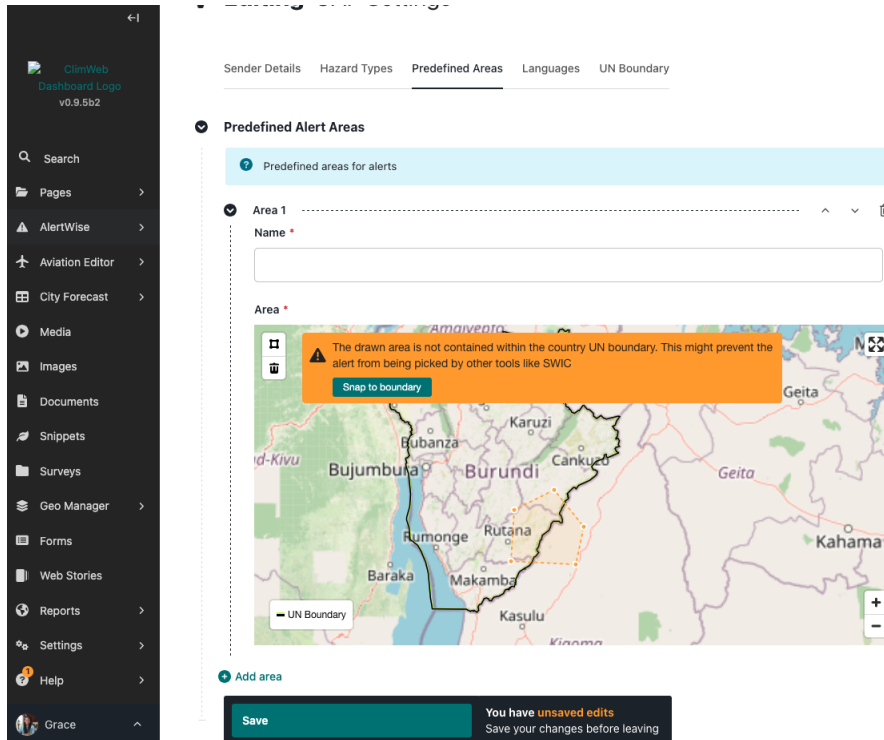 ClimWeb
Dashboard Logo
v0.9.5b2
Search
Pages
AlertWise
Aviation Editor
City Forecast
Media
Images
Documents
Snippets
Surveys
Geo Manager
Forms
Web Stories
Reports
Settings
1
Help
Grace
Sender Details Hazard Types Predefined Areas Languages UN Boundary
Predefined Alert Areas
Predefined areas for alerts
Area 1
Name *
Area *
The drawn area is not contained within the country UN boundary. This might prevent the
alert from being picked by other tools like SWIC
Snap to boundary
Geita
Karuzi
Bubanza
d-Kivu
Bujumbura
Burundi
Cankuzo
Geita
Rumonge
Rutana
Kahama
Baraka
Makamba
UN Boundary
Kasulu
+
−
Add area
Save
You have unsaved edits
Save your changes before leaving